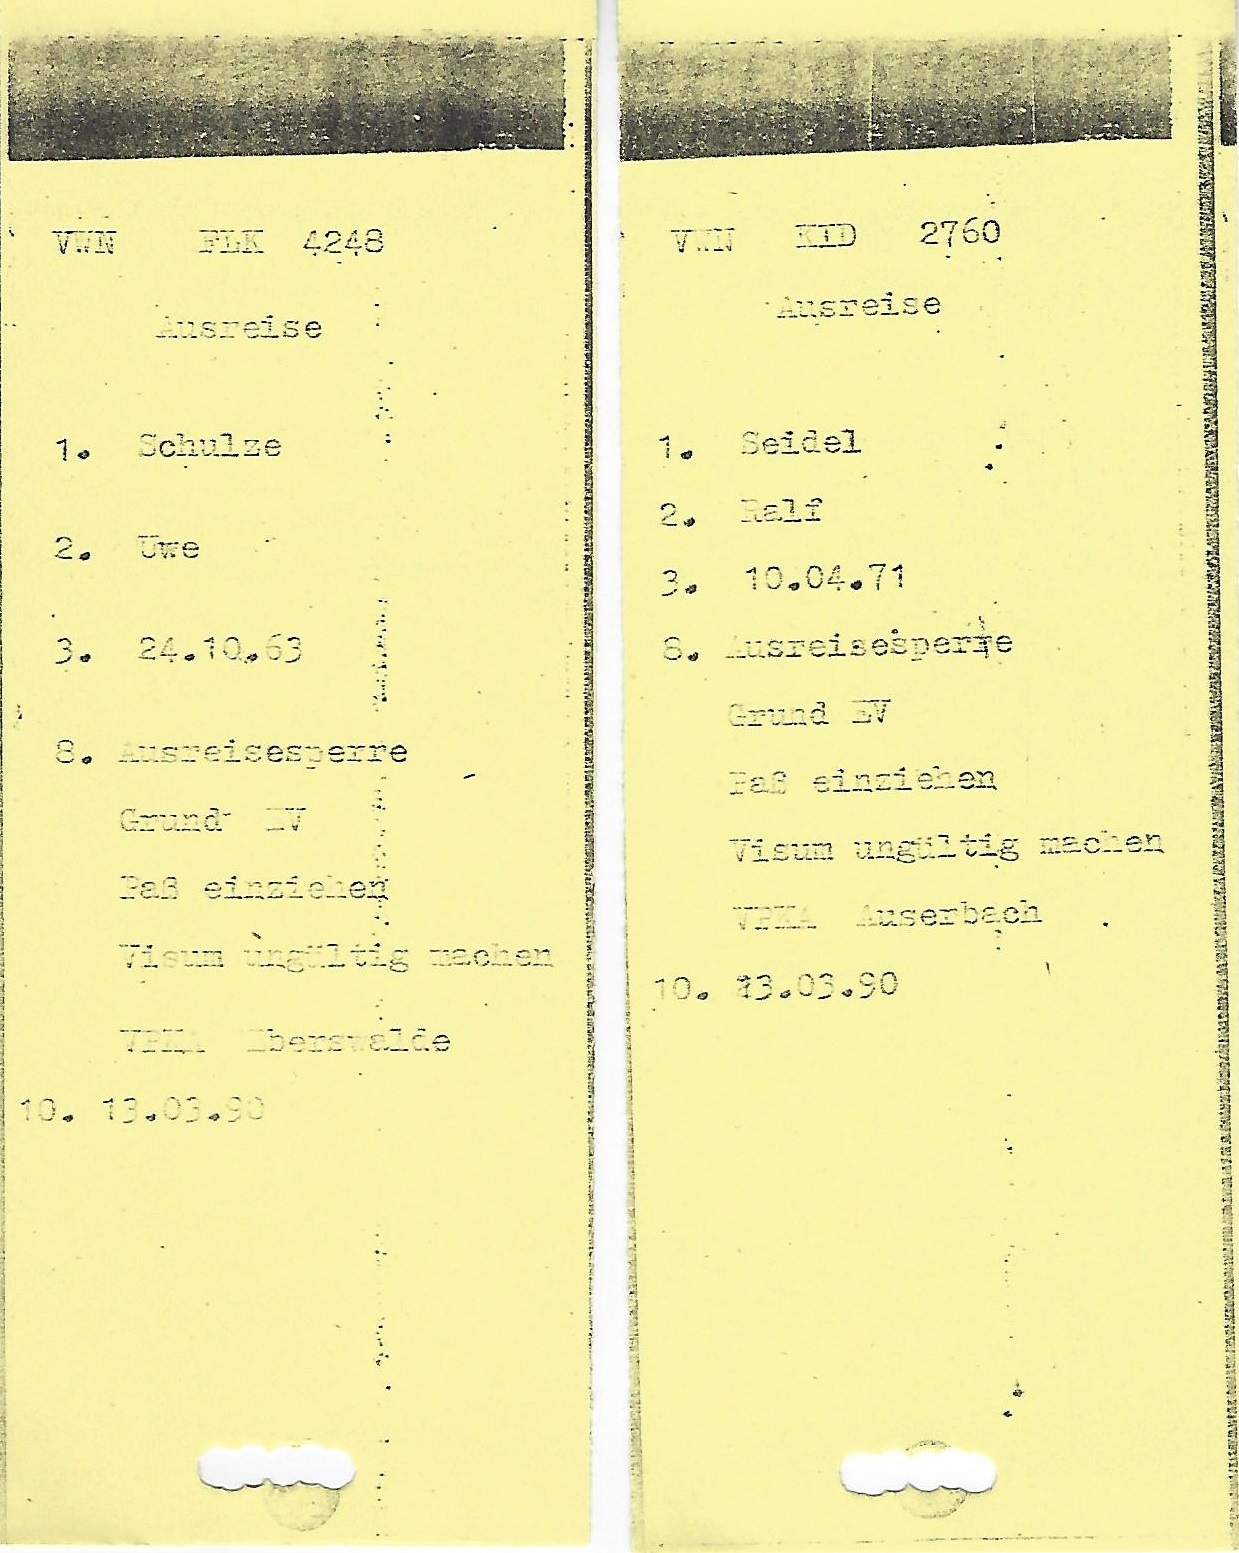 VWN FLK 4248
Ausreise
1. Schulze
2. Uwe
3. 24.10.63
8. Ausreisesperre
Grund EV
Paß einziehen
Visum ungültig machen
VPKA Eberswalde
10. 13.03.90
VWN KID 2760
Ausreise
1. Seidel
2. Ralf
3. 10.04.71
8. Ausreisesperre
Grund EV
Paß einziehen
Visum ungültig machen
VPKA Auserbach
10. 13.03.90